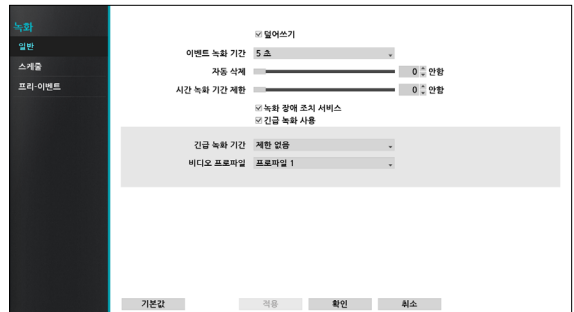 녹화
일반
스케줄
프리-이벤트
덮어쓰기
이벤트 녹화 기간 5 초
자동 삭제 0 안함
시간 녹화 기간 제한 0 안함
녹화 장애 조치 서비스
긴급 녹화 사용
긴급 녹화 기간 제한 없음
비디오 프로파일 프로파일 1
기본값 적용 확인 취소